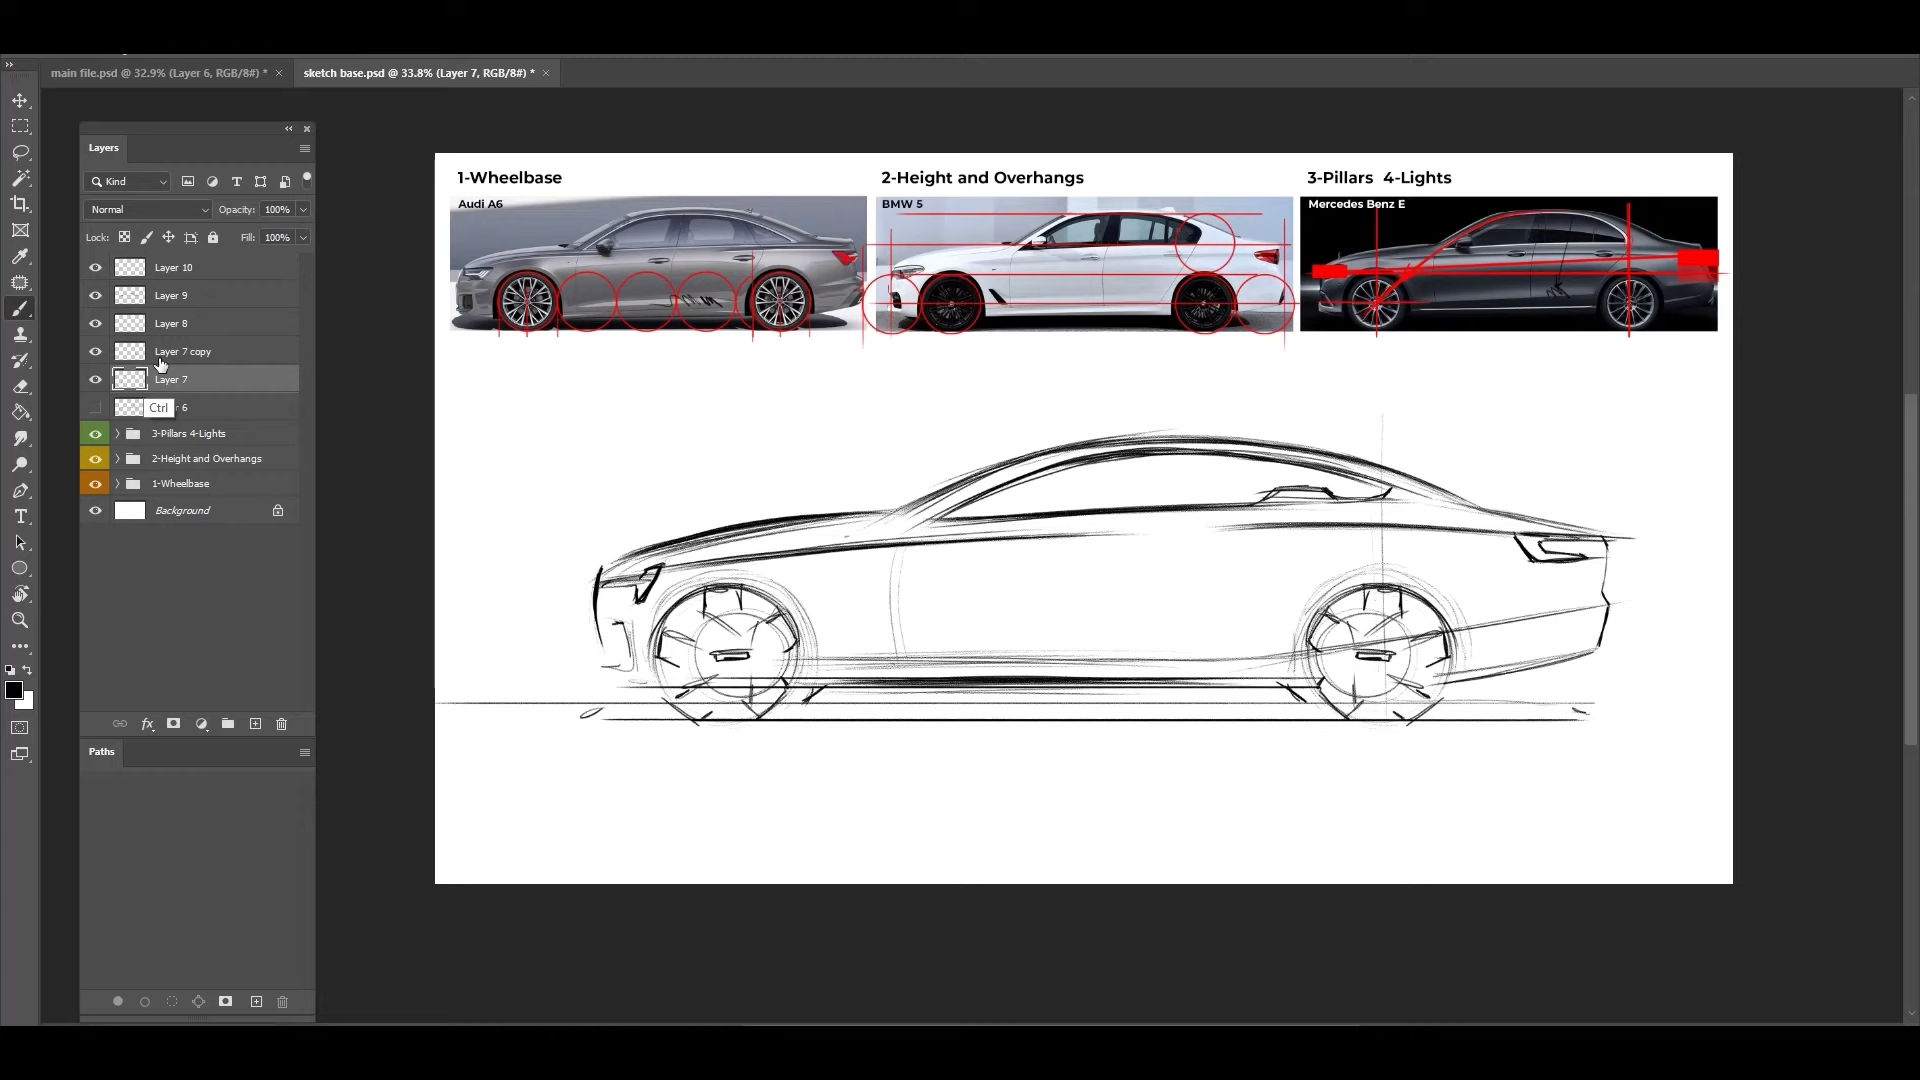 main file.psd @ 32.9% (Layer 6, RGB/8#) *
sketch base.psd @ 33.8% (Layer 7, RGB/8#) *
Layers
Kind
Normal
Opacity: 100%
Lock:
Fill: 100%
Layer 10
Layer 9
Layer 8
Layer 7 copy
Layer 7
Ctrl
6
3-Pillars 4-Lights
2-Height and Overhangs
1-Wheelbase
Background
fx
Paths
1-Wheelbase
Audi A6
2-Height and Overhangs
BMW 5
3-Pillars 4-Lights
Mercedes Benz E